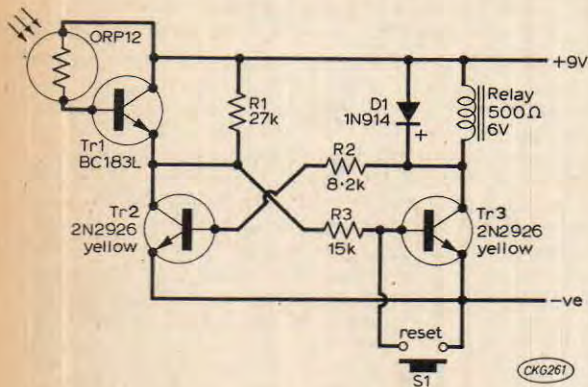 ORP12
+9V
R1
27k
D1
1N914
+
Relay
500Ω
6V
Tr1
BC183L
R2
8·2k
Tr2
2N2926
yellow
R3
15k
Tr3
2N2926
yellow
-ve
reset
S1
CKG261